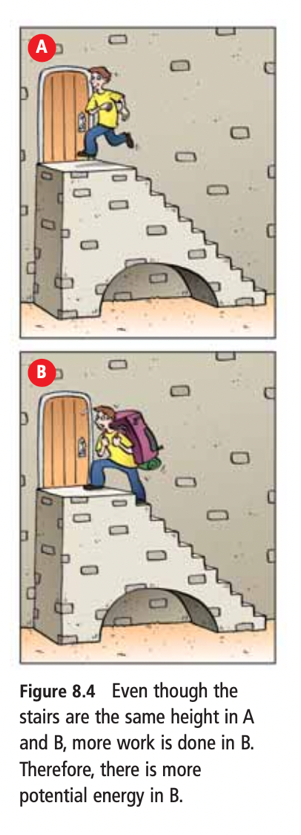 A
B
Figure 8.4 Even though the
stairs are the same height in A
and B, more work is done in B.
Therefore, there is more
potential energy in B.